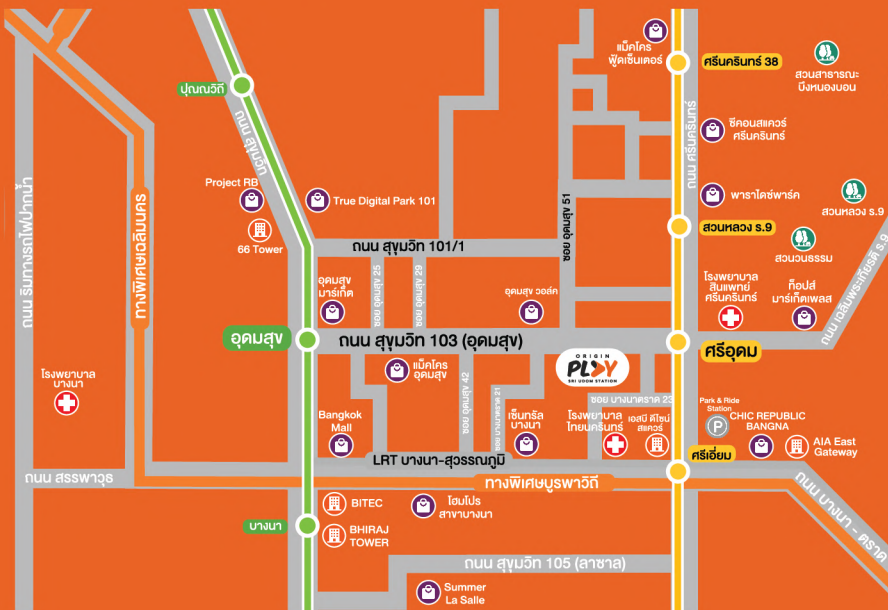 แม็คโคร
ฟู้ดเซ็นเตอร์
ศรีนครินทร์ 38
สวนสาธารณะ
บึงหนองบอน
ปุณณวิถี
ถนน สุขุมวิท
ถนน ศรีนครินทร์
ซีคอนสแควร์
ศรีนครินทร์
Project RB
True Digital Park 101
66 Tower
พาราไดซ์พาร์ค
สวนหลวง ร.9
ถนน ริมทางรถไฟปากน้ำ
ทางพิเศษเฉลิมนคร
ซอย อุดมสุข 51
สวนหลวง ร.9
สวนวนธรรม
ถนน สุขุมวิท 101/1
ซอย อุดมสุข 25
ซอย อุดมสุข 29
อุดมสุข
มาร์เก็ต
อุดมสุข วอล์ค
โรงพยาบาล
สินแพทย์
ศรีนครินทร์
ท็อปส์
มาร์เก็ตเพลส
ถนน เฉลิมพระเกียรติ ร.9
อุดมสุข
ถนน สุขุมวิท 103 (อุดมสุข)
ศรีอุดม
ORIGIN
PLAY
SRI UDOM STATION
แม็คโคร
อุดมสุข
ซอย อุดมสุข 42
ซอย บางนาตราด 21
ซอย บางนาตราด 23
โรงพยาบาล
บางนา
Bangkok
Mall
เซ็นทรัล
บางนา
โรงพยาบาล
ไทยนครินทร์
เอสบี ดีไซน์
สแควร์
Park & Ride
Station
P
CHIC REPUBLIC
BANGNA
AIA East
Gateway
LRT บางนา-สุวรรณภูมิ
ศรีเอี่ยม
ถนน สรรพาวุธ
ทางพิเศษบูรพาวิถี
ถนน บางนา - ตราด
บางนา
BITEC
BHIRAJ
TOWER
โฮมโปร
สาขาบางนา
ถนน สุขุมวิท 105 (ลาซาล)
Summer
La Salle